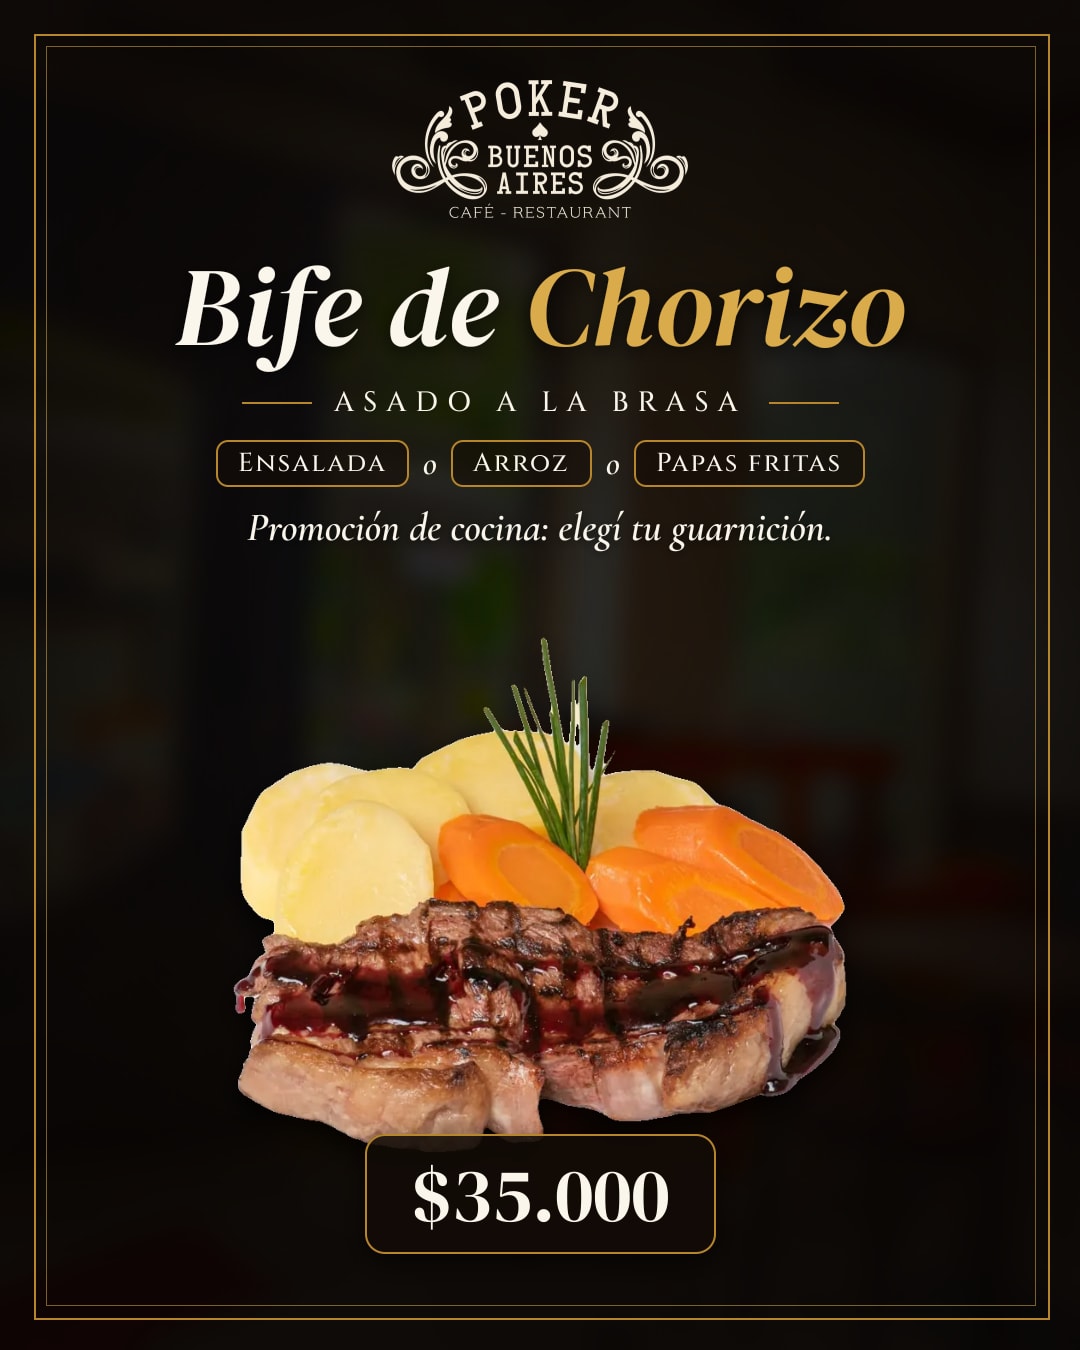 POKER
BUENOS
AIRES
CAFÉ - RESTAURANT
Bife de Chorizo
ASADO A LA BRASA
ENSALADA o ARROZ o PAPAS FRITAS
Promoción de cocina: elegí tu guarnición.
$35.000